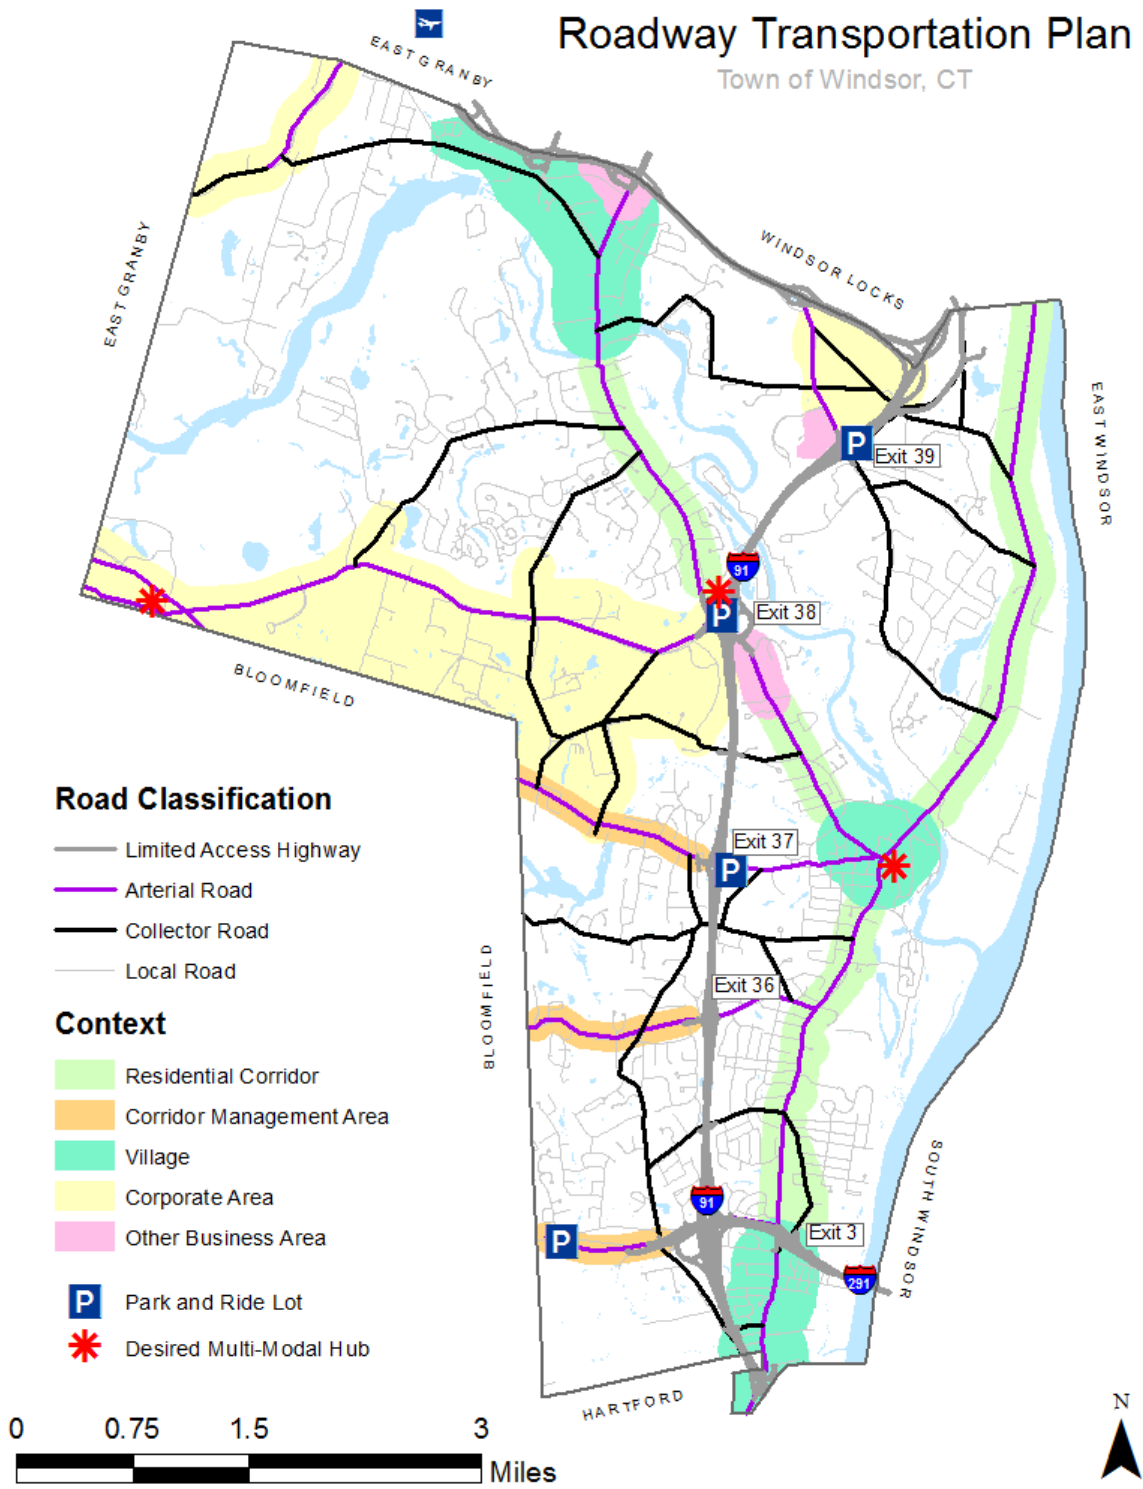 Roadway Transportation Plan
Town of Windsor, CT
EAST GRANBY
WINDSOR LOCKS
EAST GRANBY
EAST WINDSOR
P
Exit 39
91
P
Exit 38
BLOOMFIELD
Road Classification
Limited Access Highway
Arterial Road
Collector Road
Local Road
Exit 37
P
BLOOMFIELD
Exit 36
Context
Residential Corridor
Corridor Management Area
Village
Corporate Area
Other Business Area
SOUTH WINDSOR
91
P
Exit 3
291
P
Park and Ride Lot
Desired Multi-Modal Hub
HARTFORD
N
0 0.75 1.5 3
Miles